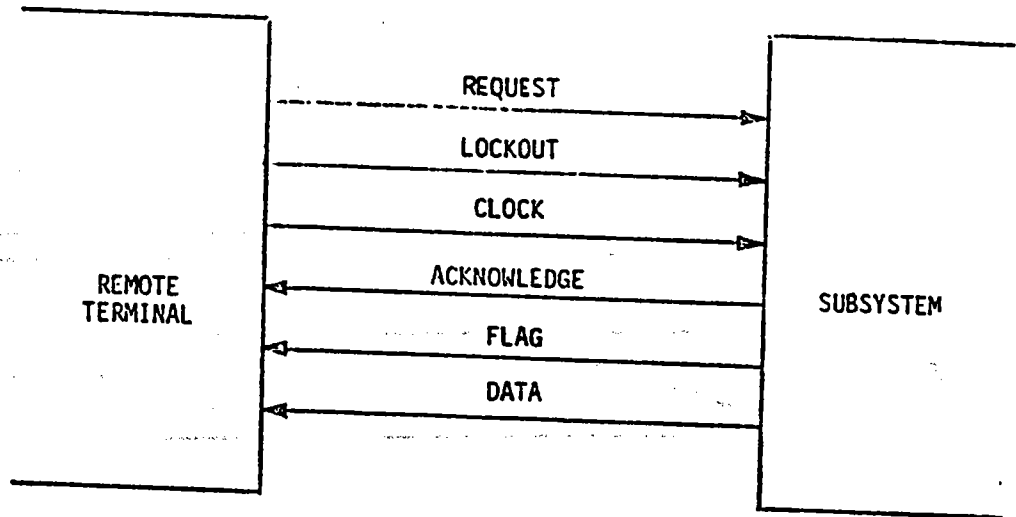 REQUEST
LOCKOUT
CLOCK
ACKNOWLEDGE
FLAG
DATA
REMOTE
TERMINAL
SUBSYSTEM